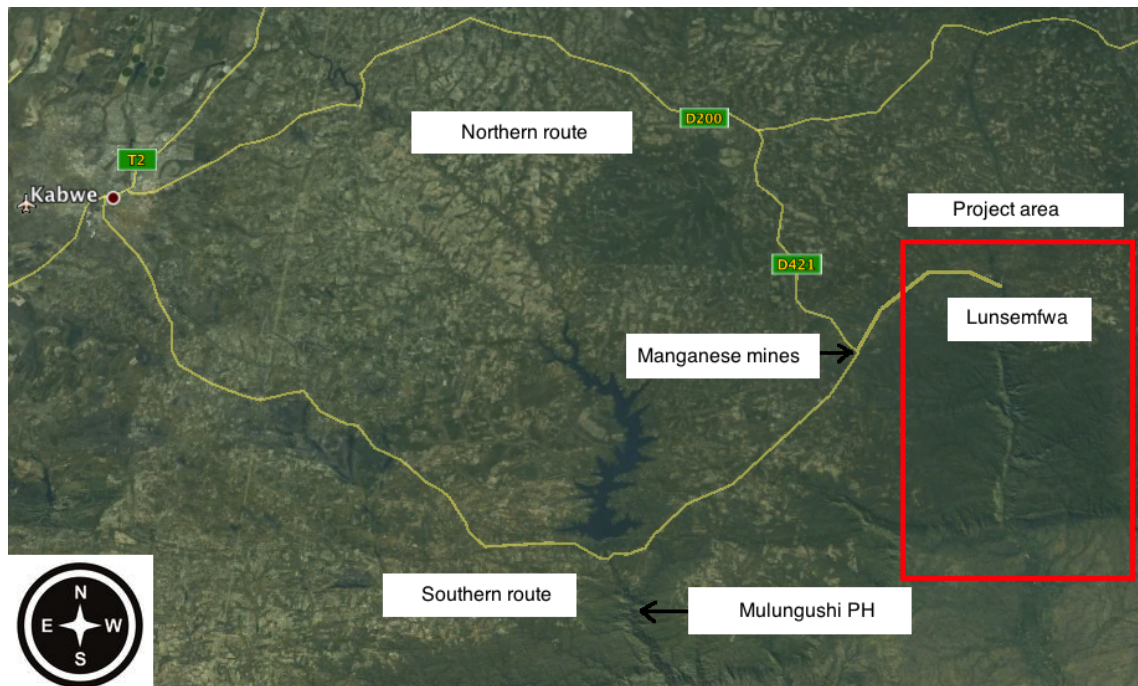 Northern route
D200
T2
Kabwe
Project area
D421
Lunsemfwa
Manganese mines
Southern route
Mulungushi PH
N
E W
S